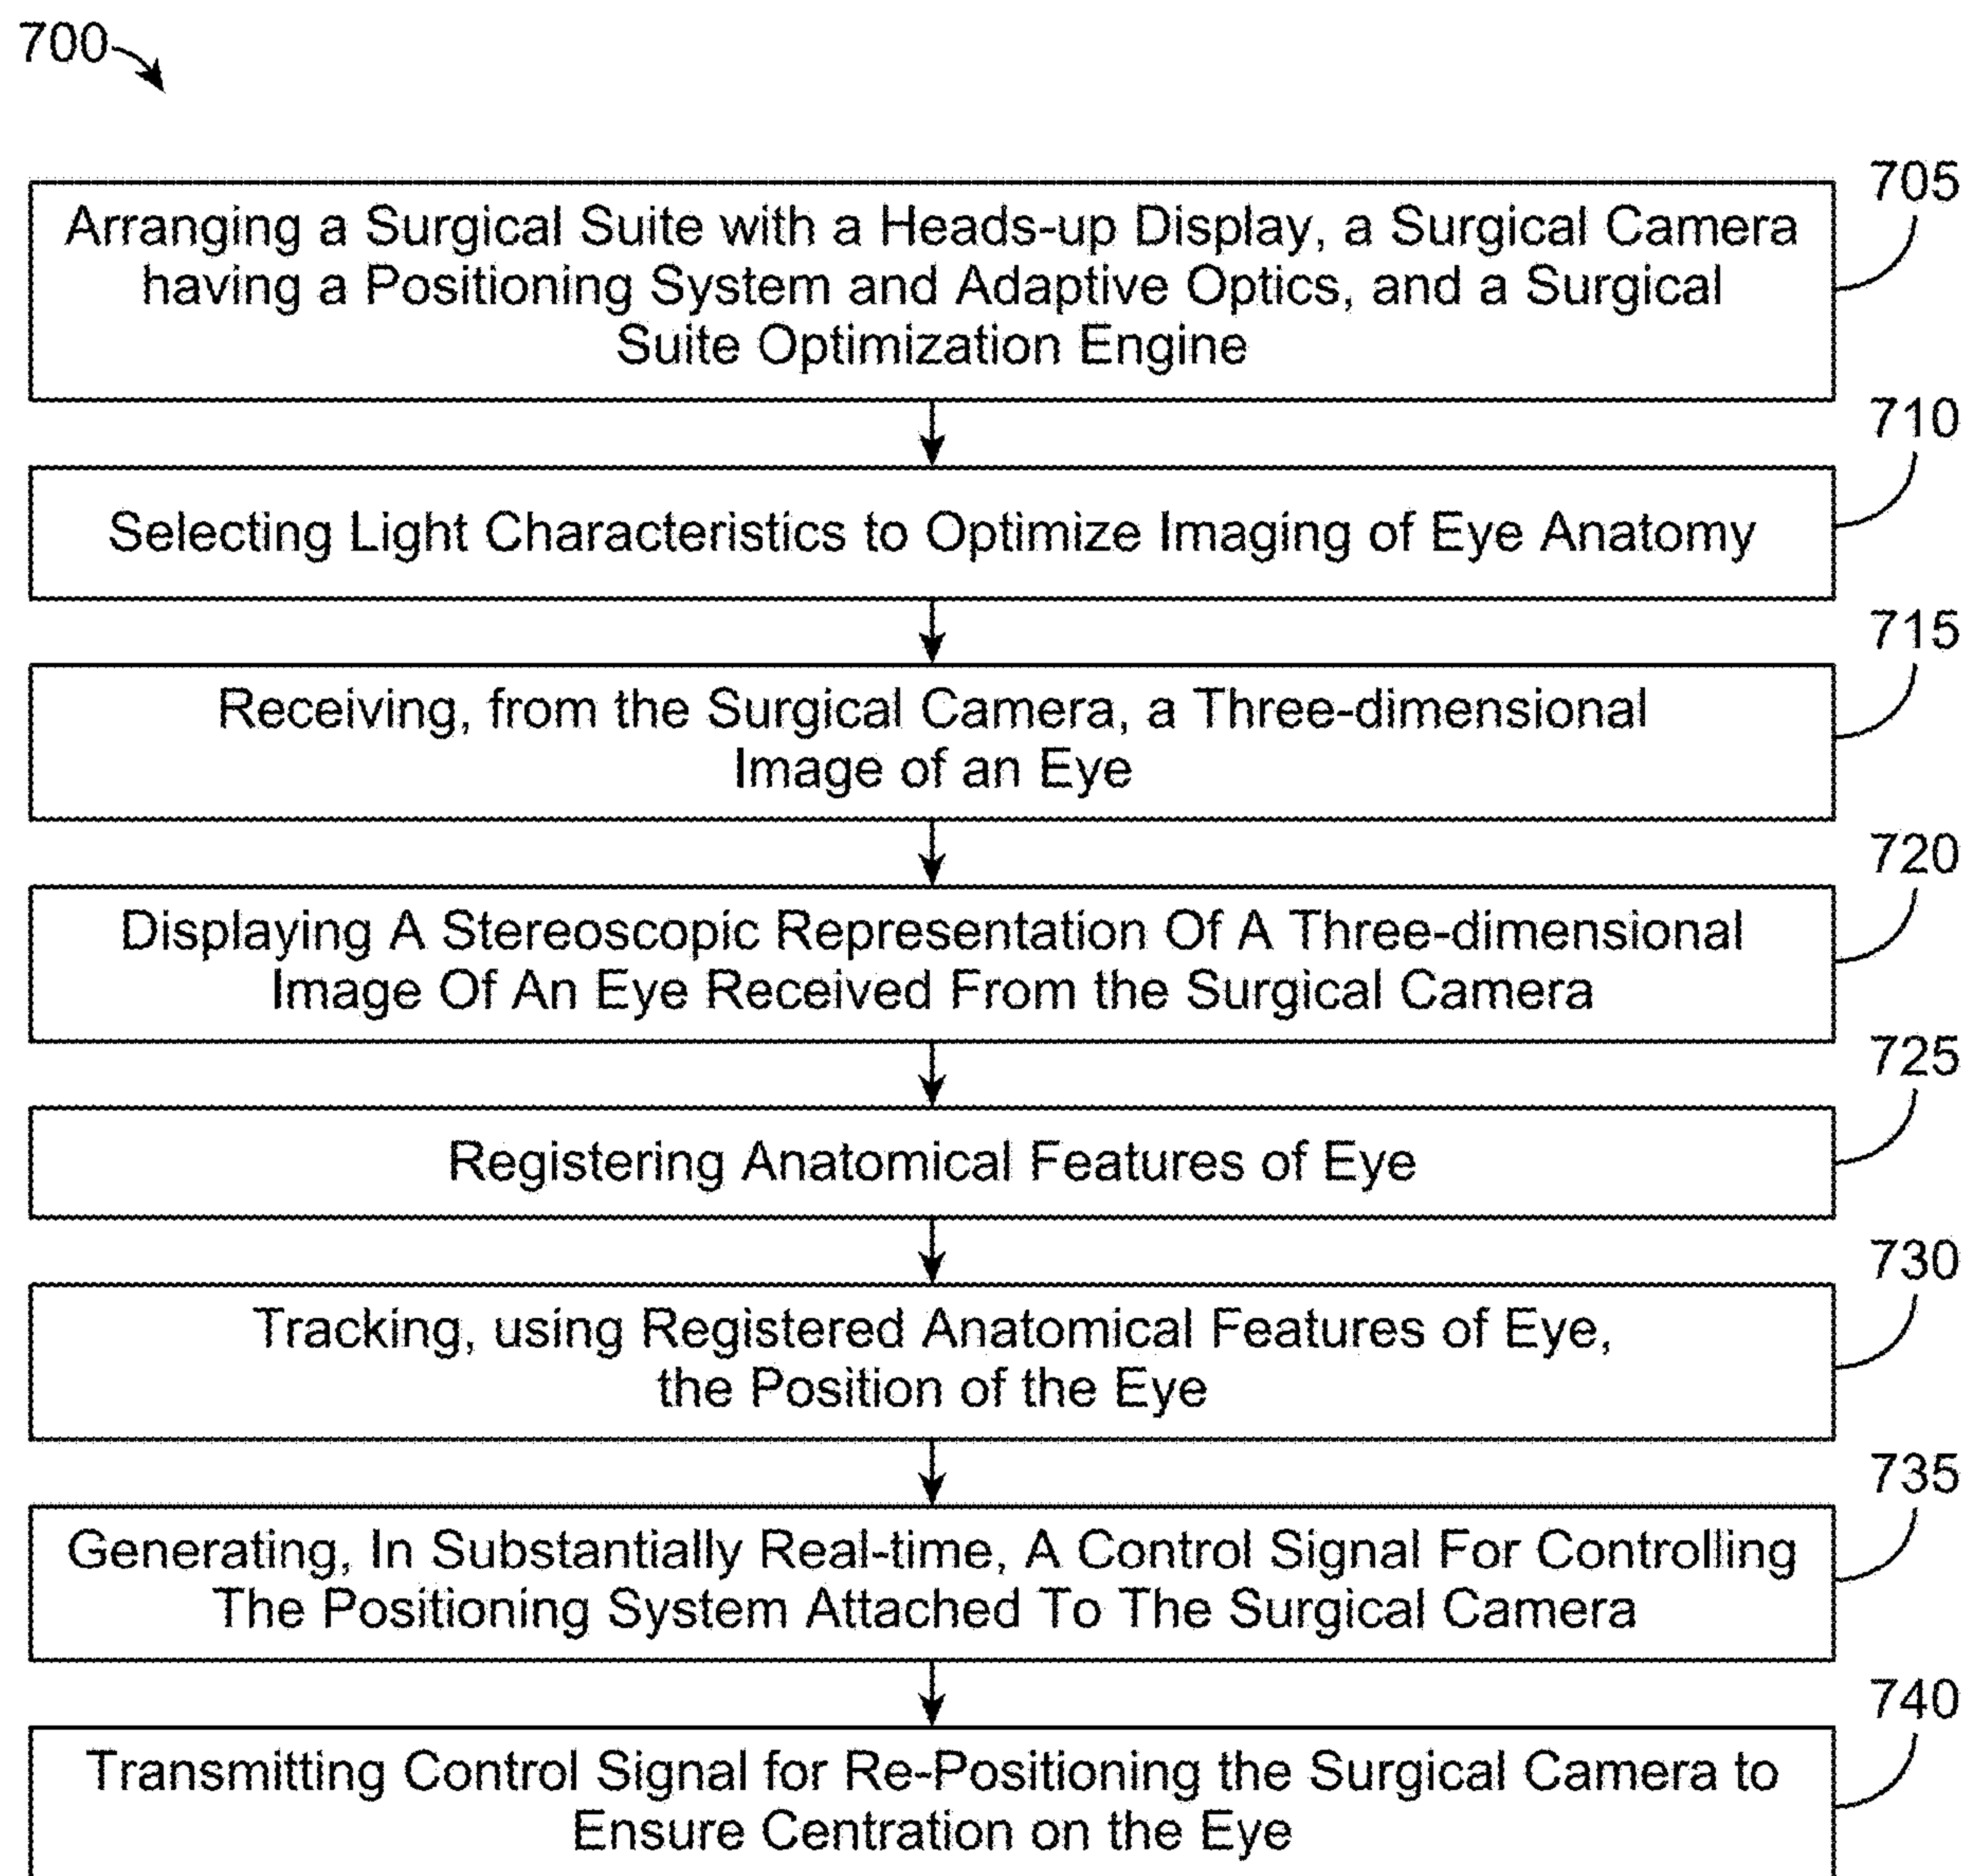 700
705
Arranging a Surgical Suite with a Heads-up Display, a Surgical Camera
having a Positioning System and Adaptive Optics, and a Surgical
Suite Optimization Engine
710
Selecting Light Characteristics to Optimize Imaging of Eye Anatomy
715
Receiving, from the Surgical Camera, a Three-dimensional
Image of an Eye
720
Displaying A Stereoscopic Representation Of A Three-dimensional
Image Of An Eye Received From the Surgical Camera
725
Registering Anatomical Features of Eye
730
Tracking, using Registered Anatomical Features of Eye,
the Position of the Eye
735
Generating, In Substantially Real-time, A Control Signal For Controlling
The Positioning System Attached To The Surgical Camera
740
Transmitting Control Signal for Re-Positioning the Surgical Camera to
Ensure Centration on the Eye